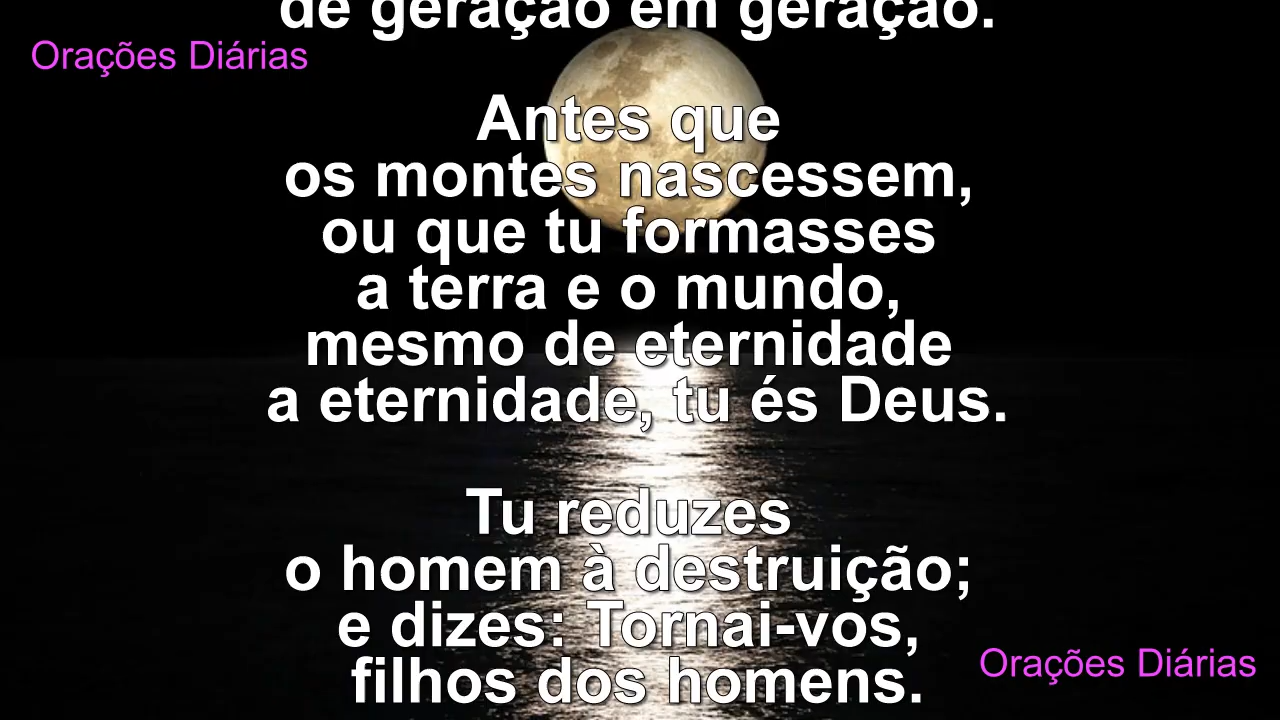 de geração em geração.
Orações Diárias
Antes que
os montes nascessem,
ou que tu formasses
a terra e o mundo,
mesmo de eternidade
a eternidade, tu és Deus.
Tu reduzes
o homem à destruição;
e dizes: Tornai-vos,
filhos dos homens.
Orações Diárias